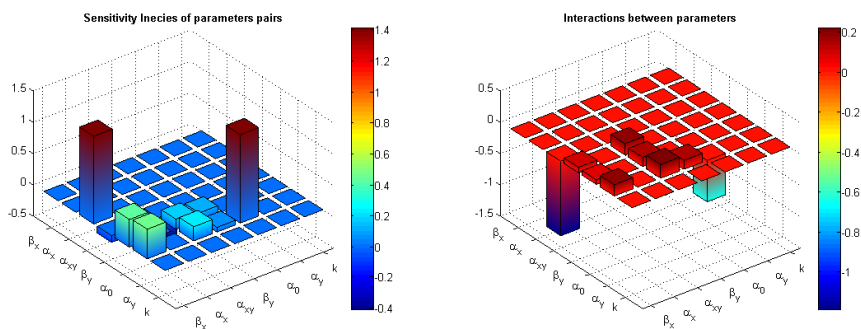 Sensitivity Inecies of parameters pairs
1.5
1
0.5
0
-0.5
β_x
α_x
α_xy
β_y
α_0
α_y
k
β_x
α_x
α_xy
β_y
α_0
α_y
k
1.4
1.2
1
0.8
0.6
0.4
0.2
0
-0.2
-0.4
Interactions between parameters
0.5
0
-0.5
-1
-1.5
β_x
α_x
α_xy
β_y
α_0
α_y
k
β_x
α_x
α_xy
β_y
α_0
α_y
k
0.2
0
-0.2
-0.4
-0.6
-0.8
-1